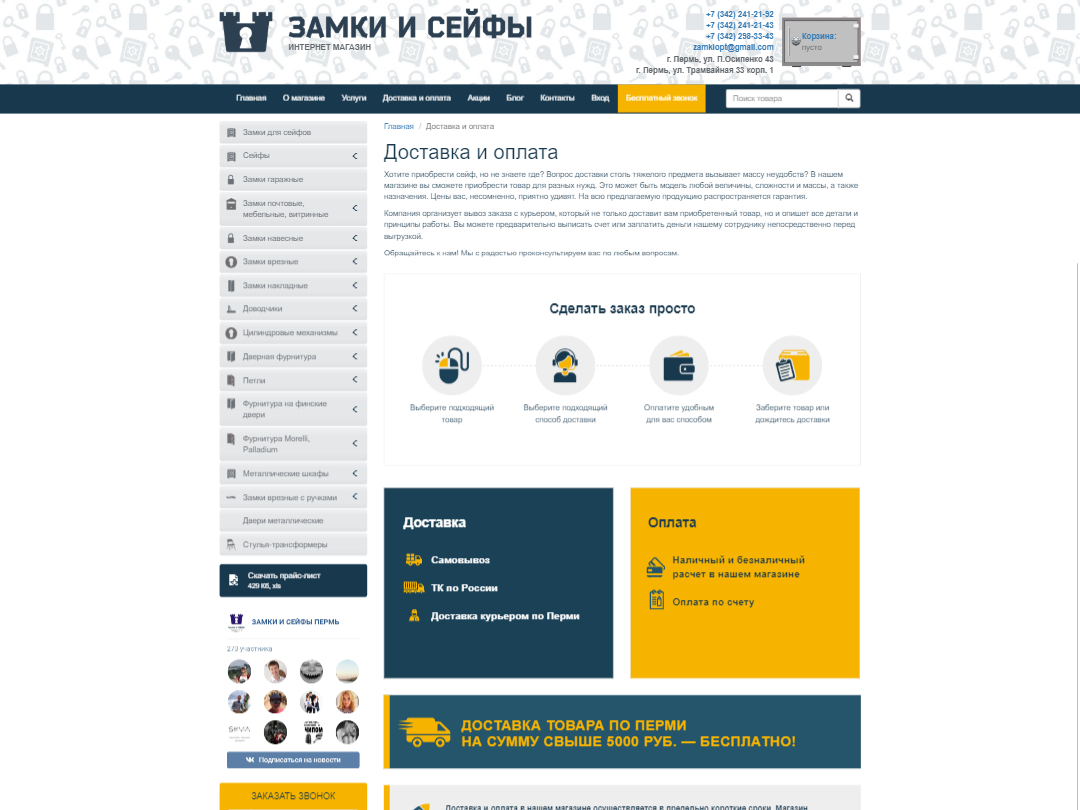 ЗАМКИ И СЕЙФЫ
ИНТЕРНЕТ МАГАЗИН
+7 (342) 241-21-92
+7 (342) 241-21-43
+7 (342) 298-33-43
zamkiopt@gmail.com
г. Пермь, ул. П.Осипенко 43
г. Пермь, ул. Трамвайная 33 корп. 1
Корзина:
пусто
Главная О магазине Услуги Доставка и оплата Акции Блог Контакты Вход Бесплатный звонок Поиск товара
Замки для сейфов
Сейфы
Замки гаражные
Замки почтовые,
мебельные, витринные
Замки навесные
Замки врезные
Замки накладные
Доводчики
Цилиндровые механизмы
Дверная фурнитура
Петли
Фурнитура на финские
двери
Фурнитура Morelli,
Palladium
Металлические шкафы
Замки врезные с ручками
Двери металлические
Стулья-трансформеры
Скачать прайс-лист
429 Кб, xls
ЗАМКИ И СЕЙФЫ ПЕРМЬ
273 участника
Подписаться на новости
ЗАКАЗАТЬ ЗВОНОК
Главная / Доставка и оплата
Доставка и оплата
Хотите приобрести сейф, но не знаете где? Вопрос доставки столь тяжелого предмета вызывает массу неудобств? В нашем
магазине вы сможете приобрести товар для разных нужд. Это может быть модель любой величины, сложности и массы, а также
назначения. Цены вас, несомненно, приятно удивят. На всю предлагаемую продукцию распространяется гарантия.
Компания организует вывоз заказа с курьером, который не только доставит вам приобретенный товар, но и опишет все детали и
принципы работы. Вы можете предварительно выписать счет или заплатить деньги нашему сотруднику непосредственно перед
выгрузкой.
Обращайтесь к нам! Мы с радостью проконсультируем вас по любым вопросам.
Сделать заказ просто
Выберите подходящий
товар
Выберите подходящий
способ доставки
Оплатите удобным
для вас способом
Заберите товар или
дождитесь доставки
Доставка
Самовывоз
ТК по России
Доставка курьером по Перми
Оплата
Наличный и безналичный
расчет в нашем магазине
Оплата по счету
ДОСТАВКА ТОВАРА ПО ПЕРМИ
НА СУММУ СВЫШЕ 5000 РУБ. — БЕСПЛАТНО!
Доставка и оплата в нашем магазине осуществляется в предельно короткие сроки. Магазин